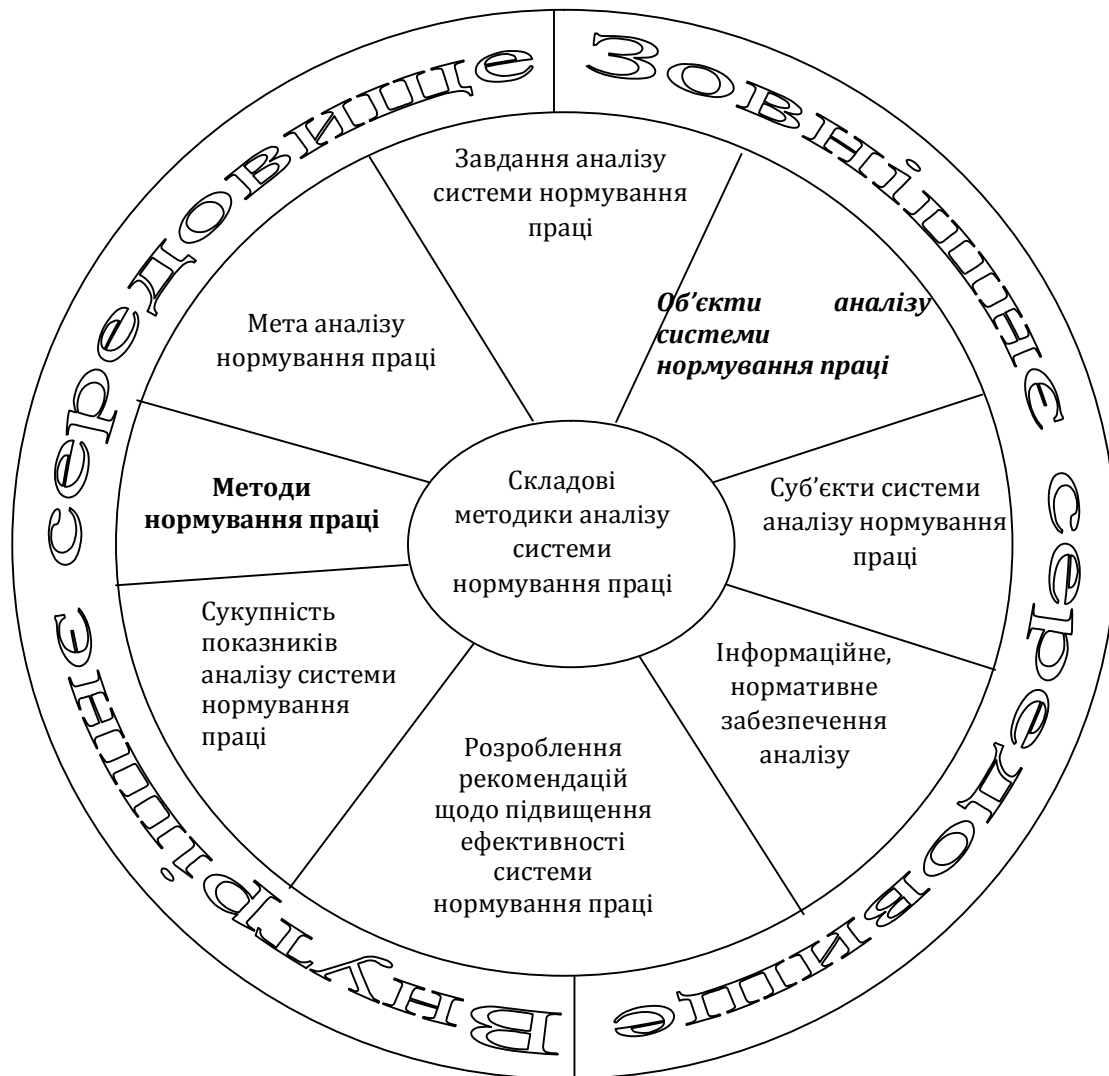 Внутрішнє середовище
Зовнішнє середовище
Завдання аналізу
системи нормування
праці
Об’єкти аналізу
системи
нормування праці
Суб’єкти системи
аналізу нормування
праці
Інформаційне,
нормативне
забезпечення
аналізу
Розроблення
рекомендацій
щодо підвищення
ефективності
системи
нормування праці
Сукупність
показників
аналізу системи
нормування
праці
Методи
нормування праці
Мета аналізу
нормування праці
Складові
методики аналізу
системи
нормування праці